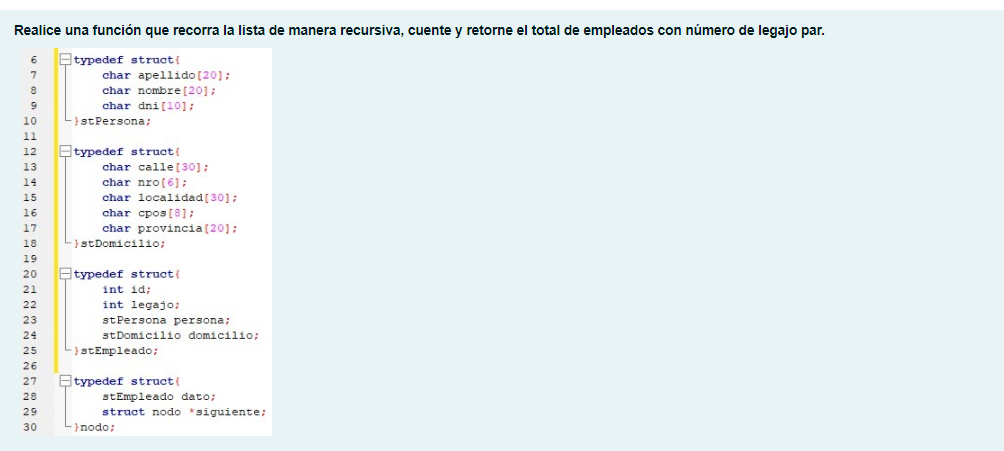 Realice una función que recorra la lista de manera recursiva, cuente y retorne el total de empleados con número de legajo par.
6 typedef struct{
7 char apellido[20];
8 char nombre[20];
9 char dni[10];
10 }stPersona;
11
12 typedef struct{
13 char calle[30];
14 char nro[6];
15 char localidad[30];
16 char cpos[8];
17 char provincia[20];
18 }stDomicilio;
19
20 typedef struct{
21 int id;
22 int legajo;
23 stPersona persona;
24 stDomicilio domicilio;
25 }stEmpleado;
26
27 typedef struct{
28 stEmpleado dato;
29 struct nodo *siguiente;
30 }nodo;